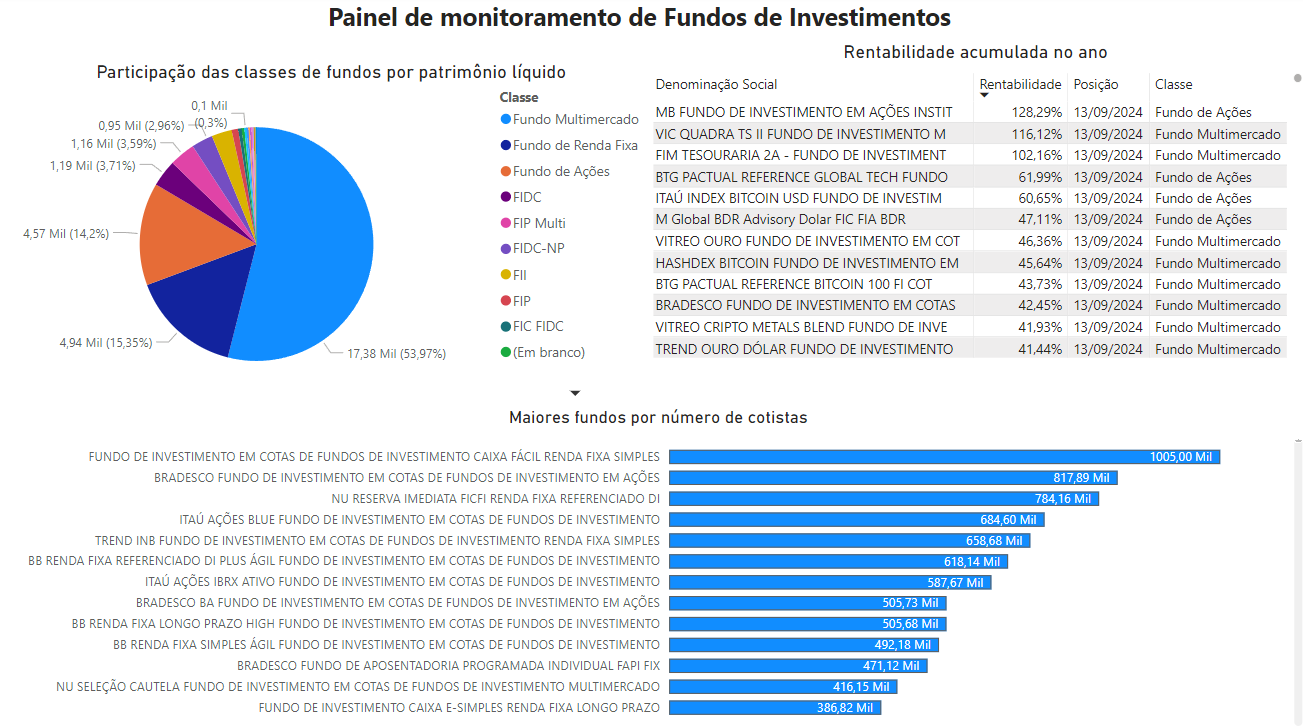 Painel de monitoramento de Fundos de Investimentos
Participação das classes de fundos por patrimônio líquido
0,1 Mil
(0,3%)
0,95 Mil (2,96%)
1,16 Mil (3,59%)
1,19 Mil (3,71%)
4,57 Mil (14,2%)
4,94 Mil (15,35%)
17,38 Mil (53,97%)
Classe
Fundo Multimercado
Fundo de Renda Fixa
Fundo de Ações
FIDC
FIP Multi
FIDC-NP
FII
FIP
FIC FIDC
(Em branco)
Rentabilidade acumulada no ano
Denominação Social Rentabilidade Posição Classe
MB FUNDO DE INVESTIMENTO EM AÇÕES INSTIT 128,29% 13/09/2024 Fundo de Ações
VIC QUADRA TS II FUNDO DE INVESTIMENTO M 116,12% 13/09/2024 Fundo Multimercado
FIM TESOURARIA 2A - FUNDO DE INVESTIMENT 102,16% 13/09/2024 Fundo Multimercado
BTG PACTUAL REFERENCE GLOBAL TECH FUNDO 61,99% 13/09/2024 Fundo de Ações
ITAÚ INDEX BITCOIN USD FUNDO DE INVESTIM 60,65% 13/09/2024 Fundo de Ações
M Global BDR Advisory Dolar FIC FIA BDR 47,11% 13/09/2024 Fundo de Ações
VITREO OURO FUNDO DE INVESTIMENTO EM COT 46,36% 13/09/2024 Fundo Multimercado
HASHDEX BITCOIN FUNDO DE INVESTIMENTO EM 45,64% 13/09/2024 Fundo Multimercado
BTG PACTUAL REFERENCE BITCOIN 100 FI COT 43,73% 13/09/2024 Fundo Multimercado
BRADESCO FUNDO DE INVESTIMENTO EM COTAS 42,45% 13/09/2024 Fundo Multimercado
VITREO CRIPTO METALS BLEND FUNDO DE INVE 41,93% 13/09/2024 Fundo Multimercado
TREND OURO DÓLAR FUNDO DE INVESTIMENTO 41,44% 13/09/2024 Fundo Multimercado
Maiores fundos por número de cotistas
FUNDO DE INVESTIMENTO EM COTAS DE FUNDOS DE INVESTIMENTO CAIXA FÁCIL RENDA FIXA SIMPLES 1005,00 Mil
BRADESCO FUNDO DE INVESTIMENTO EM COTAS DE FUNDOS DE INVESTIMENTO EM AÇÕES 817,89 Mil
NU RESERVA IMEDIATA FICFI RENDA FIXA REFERENCIADO DI 784,16 Mil
ITAÚ AÇÕES BLUE FUNDO DE INVESTIMENTO EM COTAS DE FUNDOS DE INVESTIMENTO 684,60 Mil
TREND INB FUNDO DE INVESTIMENTO EM COTAS DE FUNDOS DE INVESTIMENTO RENDA FIXA SIMPLES 658,68 Mil
BB RENDA FIXA REFERENCIADO DI PLUS ÁGIL FUNDO DE INVESTIMENTO EM COTAS DE FUNDOS DE INVESTIMENTO 618,14 Mil
ITAÚ AÇÕES IBRX ATIVO FUNDO DE INVESTIMENTO EM COTAS DE FUNDOS DE INVESTIMENTO 587,67 Mil
BRADESCO BA FUNDO DE INVESTIMENTO EM COTAS DE FUNDOS DE INVESTIMENTO EM AÇÕES 505,73 Mil
BB RENDA FIXA LONGO PRAZO HIGH FUNDO DE INVESTIMENTO EM COTAS DE FUNDOS DE INVESTIMENTO 505,68 Mil
BB RENDA FIXA SIMPLES ÁGIL FUNDO DE INVESTIMENTO EM COTAS DE FUNDOS DE INVESTIMENTO 492,18 Mil
BRADESCO FUNDO DE APOSENTADORIA PROGRAMADA INDIVIDUAL FAPI FIX 471,12 Mil
NU SELEÇÃO CAUTELA FUNDO DE INVESTIMENTO EM COTAS DE FUNDOS DE INVESTIMENTO MULTIMERCADO 416,15 Mil
FUNDO DE INVESTIMENTO CAIXA E-SIMPLES RENDA FIXA LONGO PRAZO 386,82 Mil